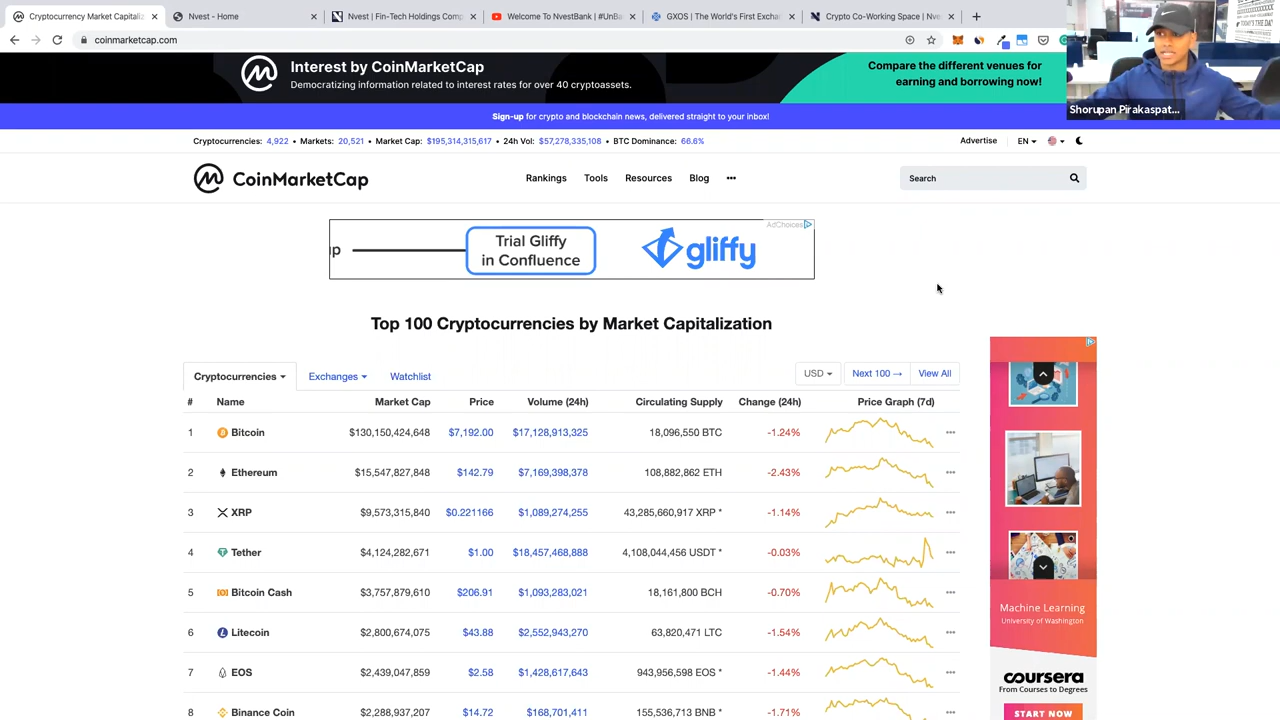 Cryptocurrency Market Capitaliz
Nvest - Home
Nvest | Fin-Tech Holdings Comp
Welcome To NvestBank | #UnBa
GXOS | The World's First Excha
Crypto Co-Working Space | Nve
coinmarketcap.com
Shorupan Pirakaspat...
Interest by CoinMarketCap
Democratizing information related to interest rates for over 40 cryptoassets.
Compare the different venues for
earning and borrowing now!
Sign-up for crypto and blockchain news, delivered straight to your inbox!
Cryptocurrencies: 4,922 • Markets: 20,521 • Market Cap: $195,314,315,617 • 24h Vol: $57,278,335,108 • BTC Dominance: 66.6%
Advertise
EN
CoinMarketCap
Rankings
Tools
Resources
Blog
Search
AdChoices
ip
Trial Gliffy
in Confluence
gliffy
Top 100 Cryptocurrencies by Market Capitalization
Cryptocurrencies
Exchanges
Watchlist
USD
Next 100 →
View All
# Name Market Cap Price Volume (24h) Circulating Supply Change (24h) Price Graph (7d)
1 Bitcoin $130,150,424,648 $7,192.00 $17,128,913,325 18,096,550 BTC -1.24%
2 Ethereum $15,547,827,848 $142.79 $7,169,398,378 108,882,862 ETH -2.43%
3 XRP $9,573,315,840 $0.221166 $1,089,274,255 43,285,660,917 XRP * -1.14%
4 Tether $4,124,282,671 $1.00 $18,457,468,888 4,108,044,456 USDT * -0.03%
5 Bitcoin Cash $3,757,879,610 $206.91 $1,093,283,021 18,161,800 BCH -0.70%
6 Litecoin $2,800,674,075 $43.88 $2,552,943,270 63,820,471 LTC -1.54%
7 EOS $2,439,047,859 $2.58 $1,428,617,643 943,956,598 EOS * -1.44%
8 Binance Coin $2,288,937,207 $14.72 $168,701,411 155,536,713 BNB * -1.71%
Machine Learning
University of Washington
coursera
From Courses to Degrees
START NOW